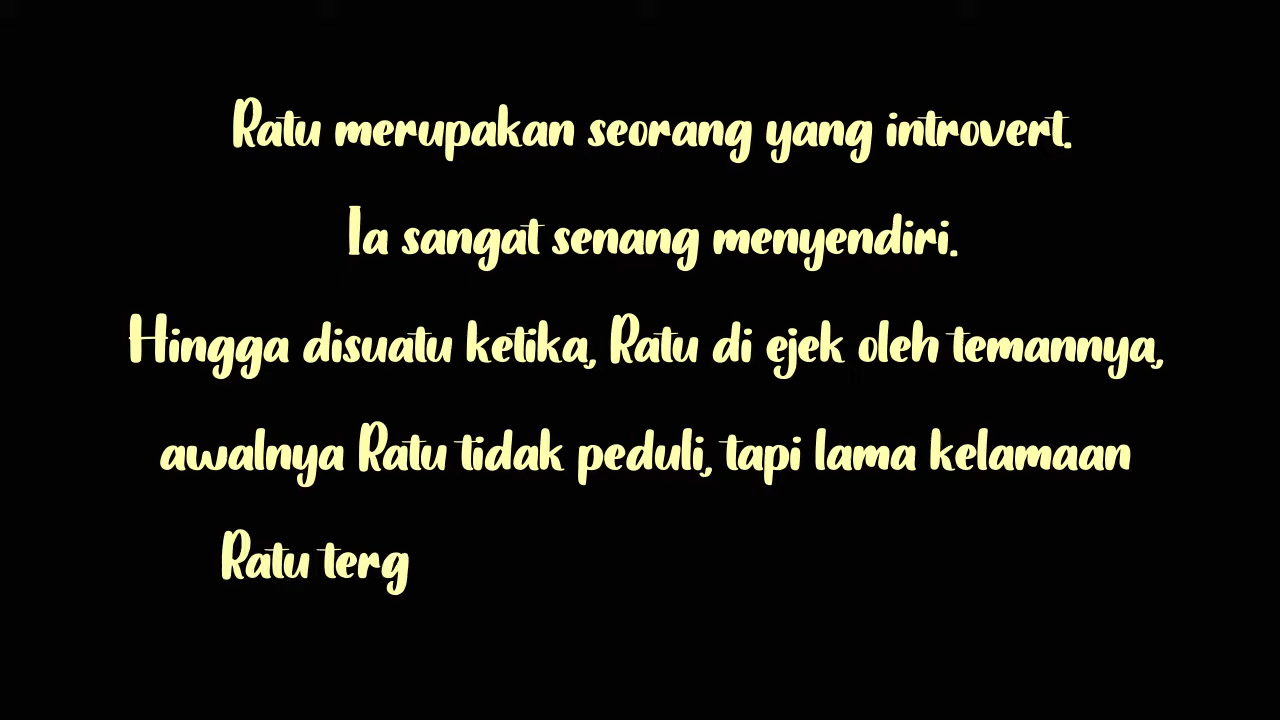 Ratu merupakan seorang yang introvert.
Ia sangat senang menyendiri.
Hingga disuatu ketika, Ratu di ejek oleh temannya,
awalnya Ratu tidak peduli, tapi lama kelamaan
Ratu terg